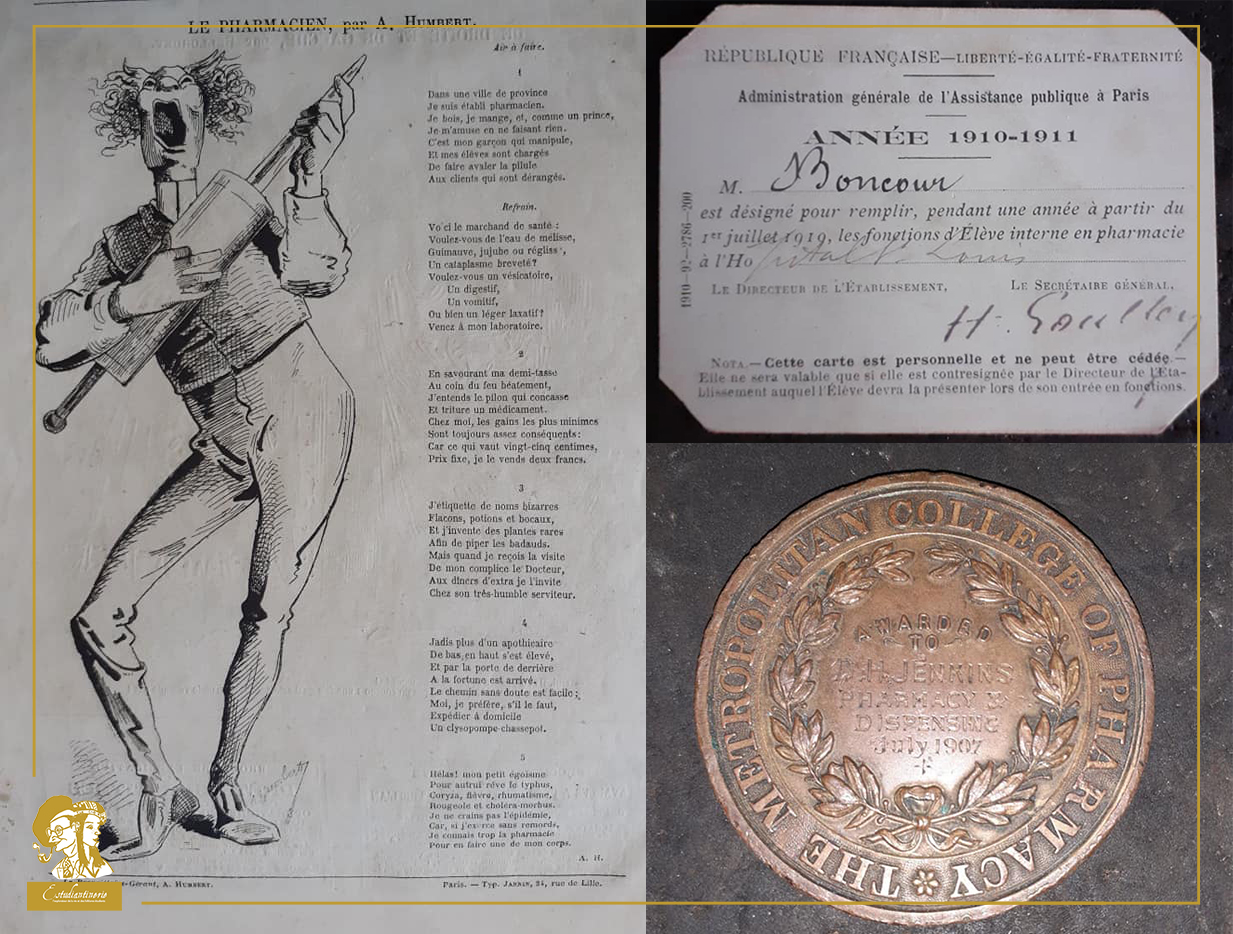 LE PHARMACIEN, par A. HUMBERT.
Air à faire.
1
Dans une ville de province
Je suis établi pharmacien.
Je bois, je mange, et, comme un prince,
Je m'amuse en ne faisant rien.
C'est mon garçon qui manipule,
Et mes élèves sont chargés
De faire avaler la pilule
Aux clients qui sont dérangés.
Refrain.
Voici le marchand de santé :
Voulez-vous de l'eau de mélisse,
Guimauve, jujube ou régliss',
Un cataplasme breveté?
Voulez-vous un vésicatoire,
Un digestif,
Un vomitif,
Ou bien un léger laxatif?
Venez à mon laboratoire.
2
En savourant ma demi-tasse
Au coin du feu béatement,
J'entends le pilon qui concasse
Et triture un médicament.
Chez moi, les gains les plus minimes
Sont toujours assez conséquents:
Car ce qui vaut vingt-cinq centimes,
Prix fixe, je le vends deux francs.
3
J'étiquette de noms bizarres
Flacons, potions et bocaux,
Et j'invente des plantes rares
Afin de piper les badauds.
Mais quand je reçois la visite
De mon complice le Docteur,
Aux dîners d'extra je l'invite
Chez son très-humble serviteur.
4
Jadis plus d'un apothicaire
De bas en haut s'est élevé,
Et par la porte de derrière
A la fortune est arrivé.
Le chemin sans doute est facile ;
Moi, je préfère, s'il le faut,
Expédier à domicile
Un clysopompe-chassepot.
5
Hélas! mon petit égoïsme
Pour autrui rêve le typhus,
Coryza, fièvre, rhumatisme,
Rougeole et choléra-morbus.
Je ne crains pas l'épidémie,
Car, si j'exerce sans remords,
Je connais trop la pharmacie
Pour en faire une de mon corps.
A. H.
Humbert
-Gérant, A. HUMBERT.
Paris. — Typ. JANNIN, 24, rue de Lille.
Estudiantinerie
RÉPUBLIQUE FRANÇAISE—LIBERTÉ-ÉGALITÉ-FRATERNITÉ
Administration générale de l'Assistance publique à Paris
ANNÉE 1910-1911
M. Boncour
est désigné pour remplir, pendant une année à partir du
1er juillet 1919, les fonctions d'Élève interne en pharmacie
à l'Hopital St Louis
LE DIRECTEUR DE L'ÉTABLISSEMENT,
LE SECRÉTAIRE GÉNÉRAL,
NOTA.—Cette carte est personnelle et ne peut être cédée.—
Elle ne sera valable que si elle est contresignée par le Directeur de l'Éta-
blissement auquel l'Élève devra la présenter lors de son entrée en fonctions.
THE METROPOLITAN COLLEGE OF PHARMACY
AWARDED
TO
JENKINS
PHARMACY &
DISPENSING
July 1907